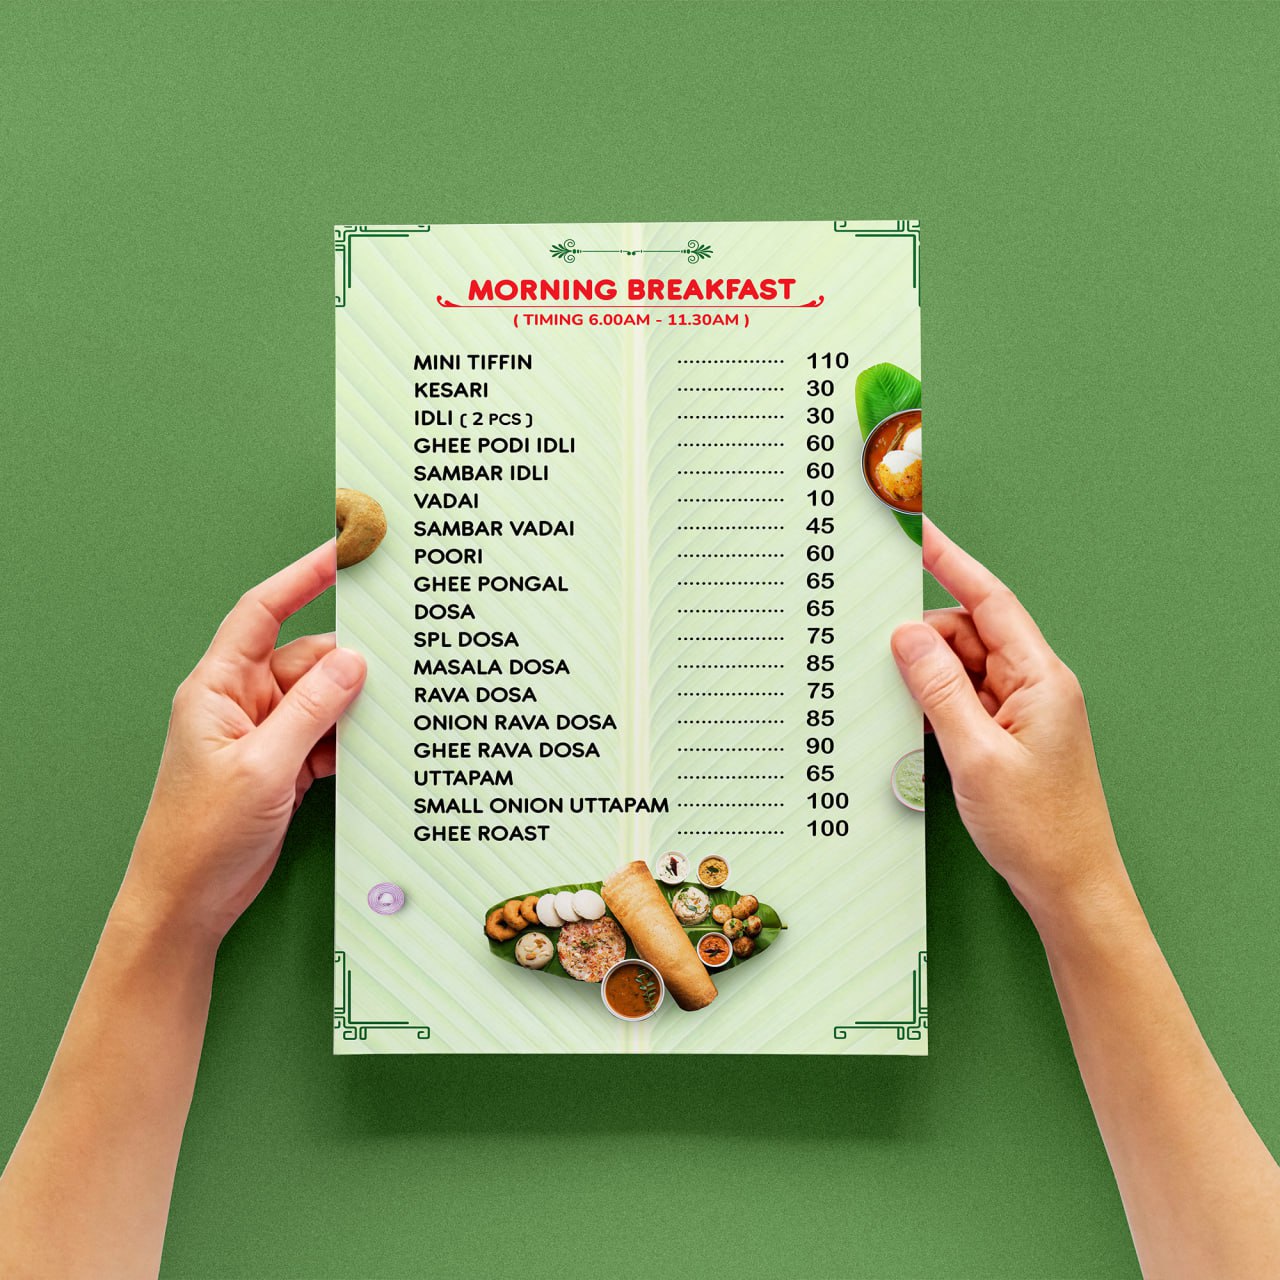 MORNING BREAKFAST
( TIMING 6.00AM - 11.30AM )
MINI TIFFIN .................. 110
KESARI .................. 30
IDLI ( 2 PCS ) .................. 30
GHEE PODI IDLI .................. 60
SAMBAR IDLI .................. 60
VADAI .................. 10
SAMBAR VADAI .................. 45
POORI .................. 60
GHEE PONGAL .................. 65
DOSA .................. 65
SPL DOSA .................. 75
MASALA DOSA .................. 85
RAVA DOSA .................. 75
ONION RAVA DOSA .................. 85
GHEE RAVA DOSA .................. 90
UTTAPAM .................. 65
SMALL ONION UTTAPAM .................. 100
GHEE ROAST .................. 100